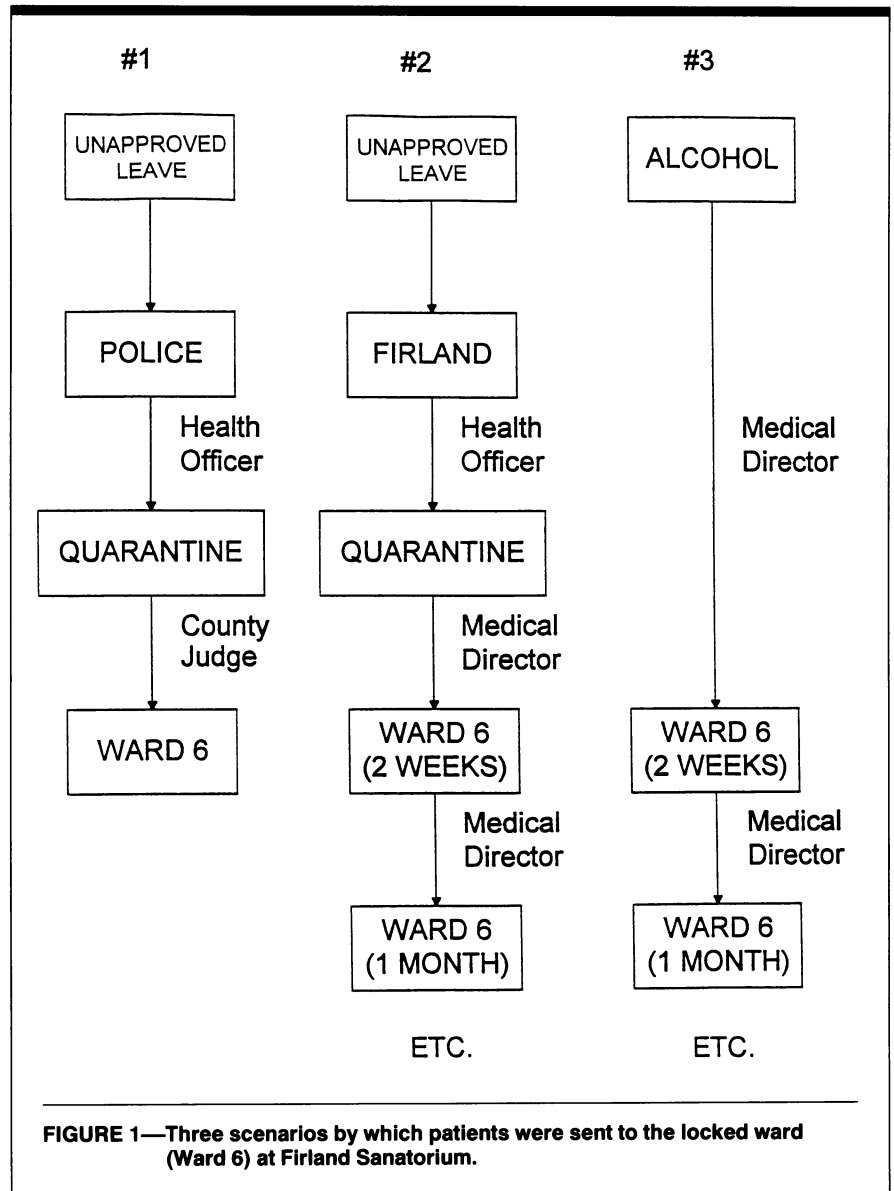 #1
UNAPPROVED
LEAVE
POLICE
Health
Officer
QUARANTINE
County
Judge
WARD 6
#2
UNAPPROVED
LEAVE
FIRLAND
Health
Officer
QUARANTINE
Medical
Director
WARD 6
(2 WEEKS)
Medical
Director
WARD 6
(1 MONTH)
ETC.
#3
ALCOHOL
Medical
Director
WARD 6
(2 WEEKS)
Medical
Director
WARD 6
(1 MONTH)
ETC.
FIGURE 1—Three scenarios by which patients were sent to the locked ward
(Ward 6) at Firland Sanatorium.